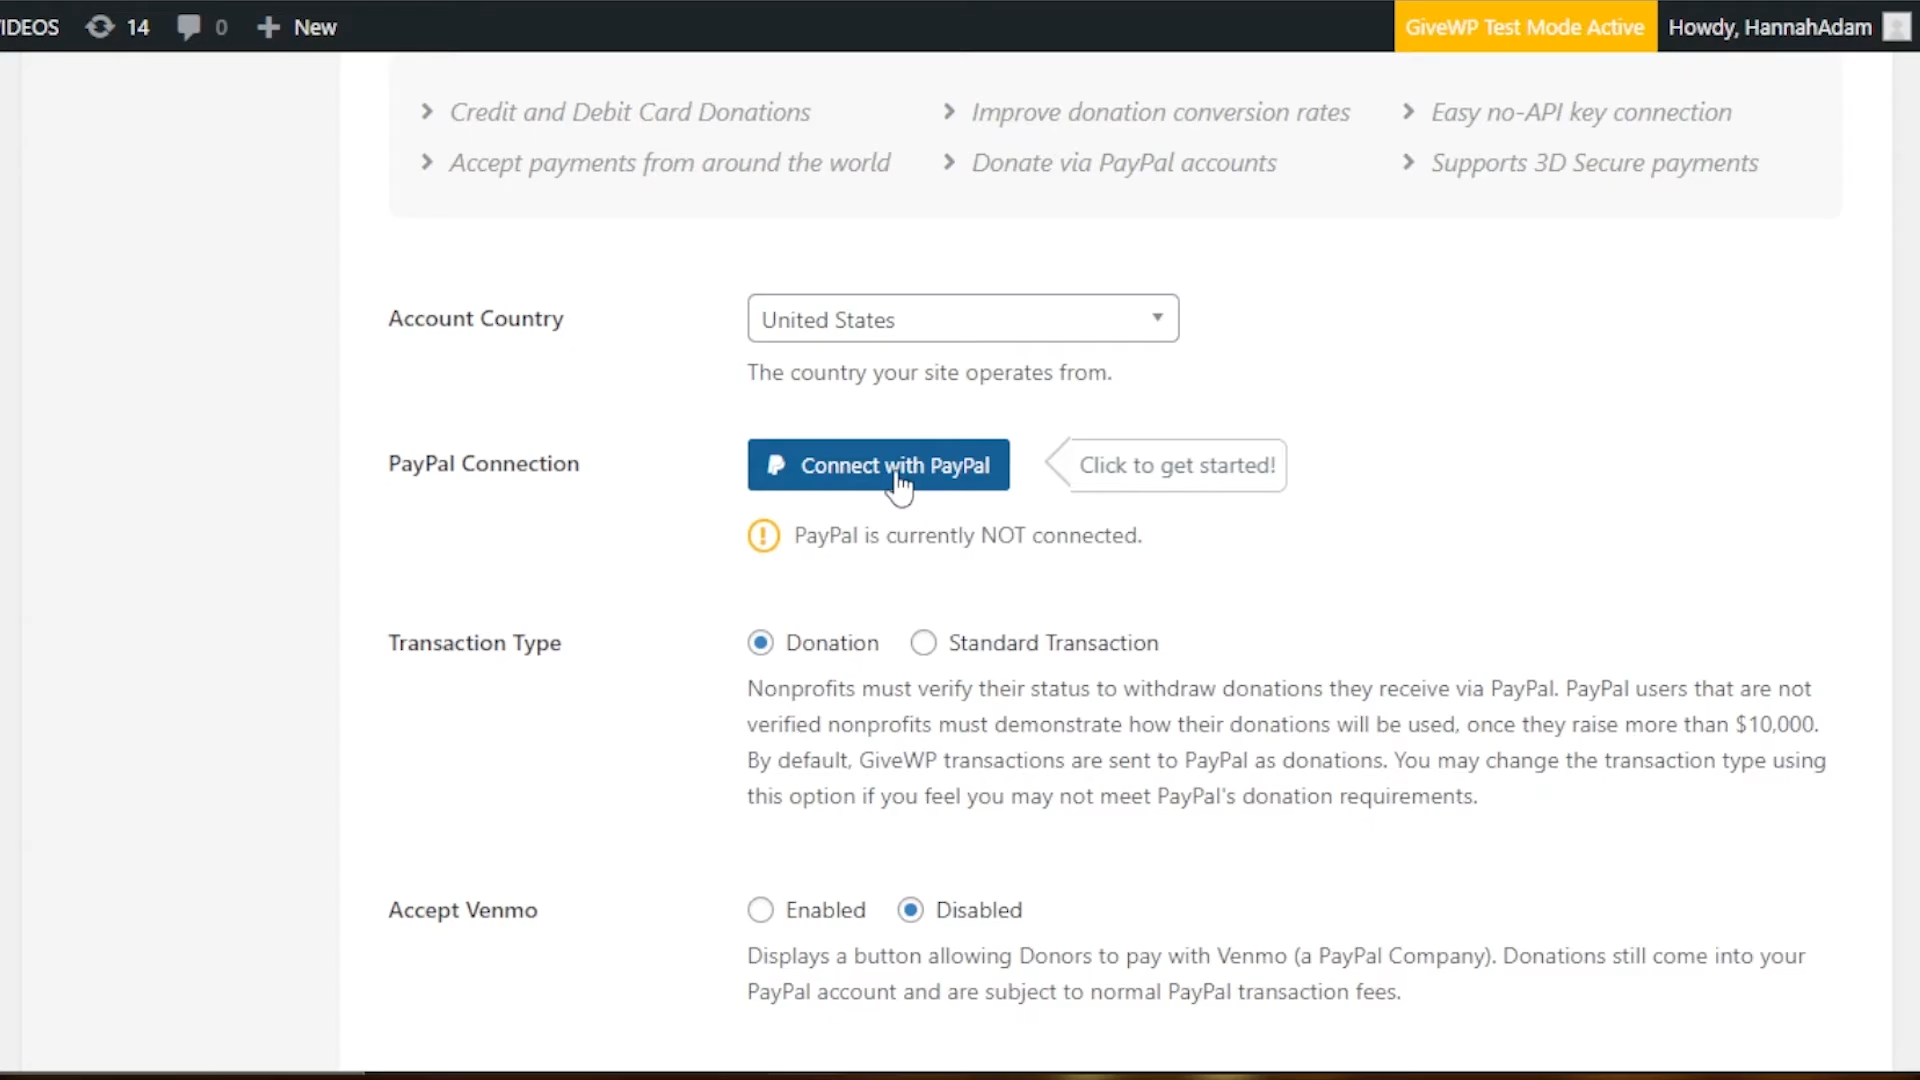 IDEOS 14 0 New GiveWP Test Mode Active Howdy, HannahAdam
Credit and Debit Card Donations Improve donation conversion rates Easy no-API key connection
Accept payments from around the world Donate via PayPal accounts Supports 3D Secure payments
Account Country United States
The country your site operates from.
PayPal Connection Connect with PayPal Click to get started!
PayPal is currently NOT connected.
Transaction Type Donation Standard Transaction
Nonprofits must verify their status to withdraw donations they receive via PayPal. PayPal users that are not
verified nonprofits must demonstrate how their donations will be used, once they raise more than $10,000.
By default, GiveWP transactions are sent to PayPal as donations. You may change the transaction type using
this option if you feel you may not meet PayPal's donation requirements.
Accept Venmo Enabled Disabled
Displays a button allowing Donors to pay with Venmo (a PayPal Company). Donations still come into your
PayPal account and are subject to normal PayPal transaction fees.